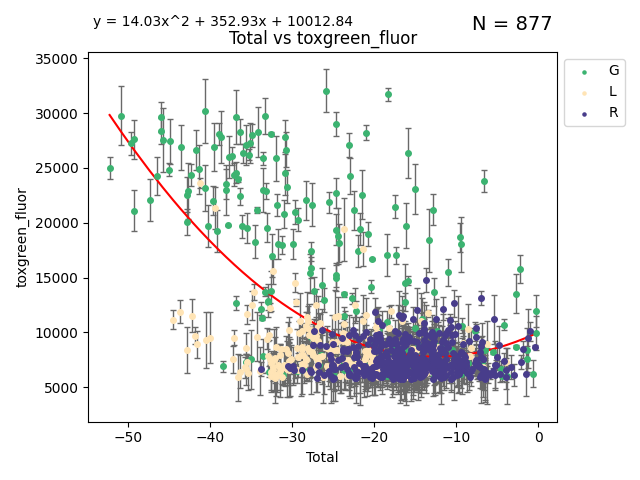 y = 14.03x^2 + 352.93x + 10012.84
N = 877
Total vs toxgreen_fluor
35000
30000
25000
20000
15000
10000
5000
toxgreen_fluor
−50
−40
−30
−20
−10
0
Total
G
L
R